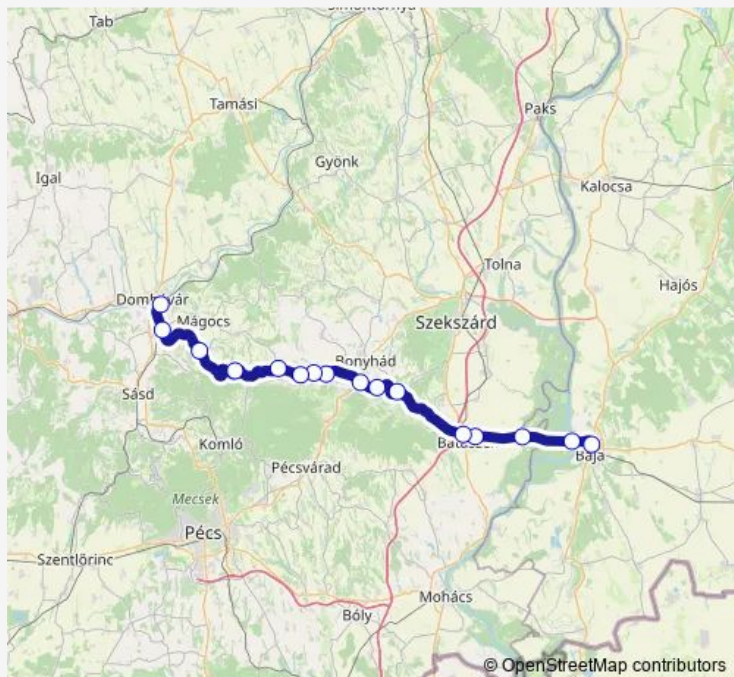 Tab
Tamási
Paks
Igal
Gyönk
Kalocsa
Tolna
Hajós
Mágocs
Szekszárd
Bonyhád
Sásd
Komló
Pécsvárad
Baja
Mecsek
Pécs
Szentlőrinc
Mohács
Bóly
© OpenStreetMap contributors